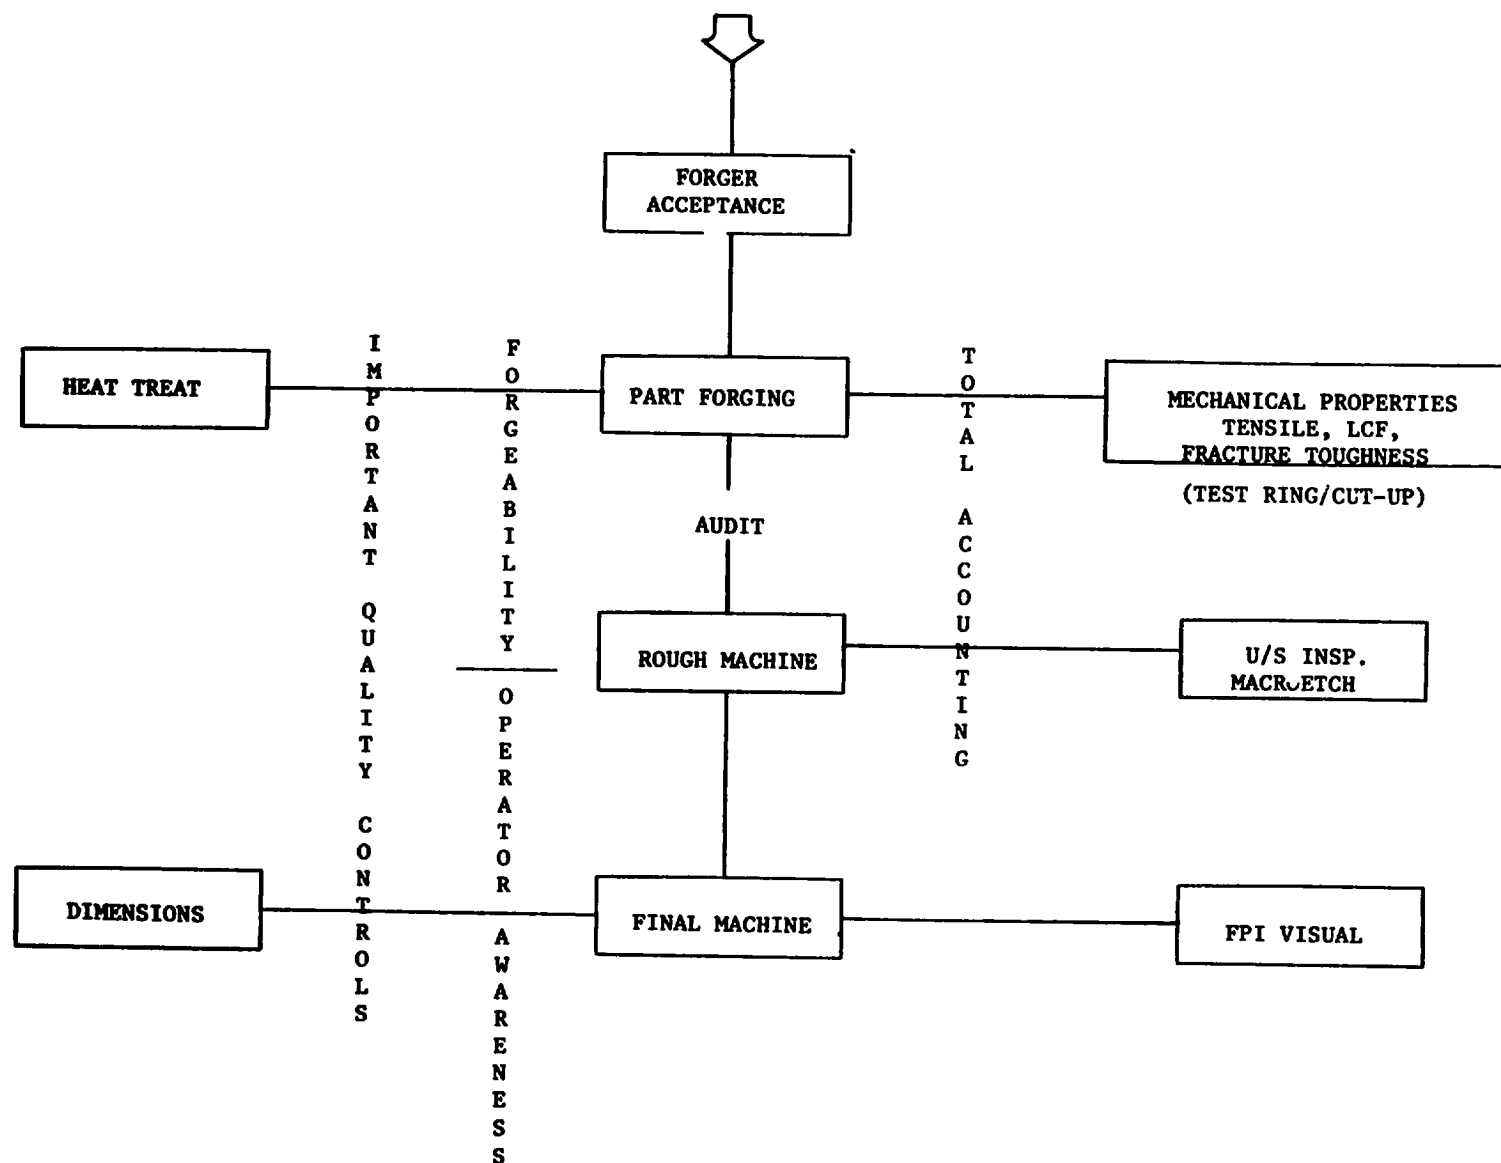 FORGER
ACCEPTANCE
HEAT TREAT
IMPORTANT QUALITY CONTROLS
FORGEABILITY
OPERATOR AWARENESS
PART FORGING
TOTAL ACCOUNTING
MECHANICAL PROPERTIES
TENSILE, LCF,
FRACTURE TOUGHNESS
(TEST RING/CUT-UP)
AUDIT
ROUGH MACHINE
U/S INSP.
MACROETCH
DIMENSIONS
FINAL MACHINE
FPI VISUAL